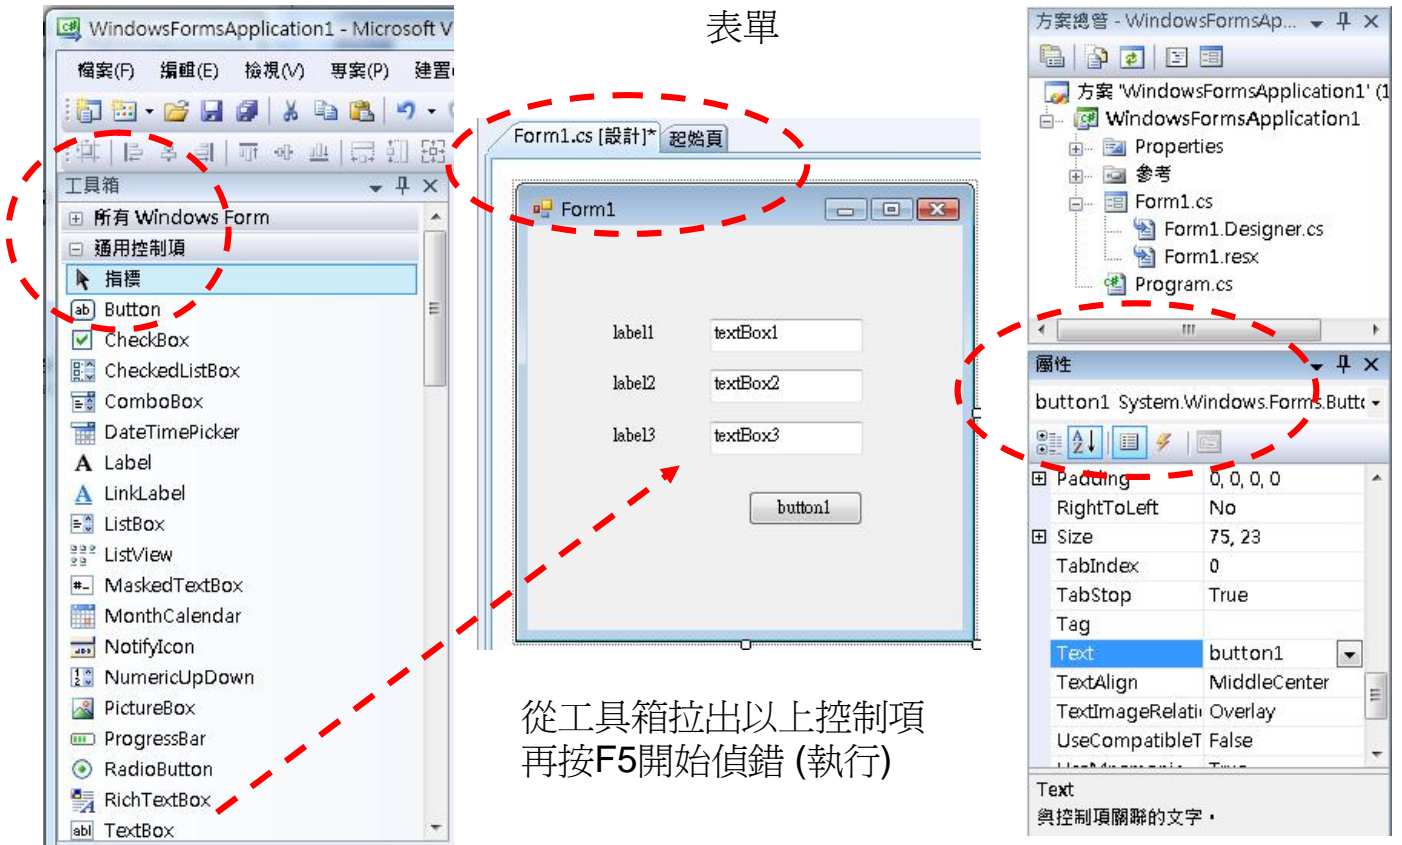 表單
WindowsFormsApplication1 - Microsoft V
檔案(F) 編輯(E) 檢視(V) 專案(P) 建置
工具箱
所有 Windows Form
通用控制項
指標
Button
CheckBox
CheckedListBox
ComboBox
DateTimePicker
Label
LinkLabel
ListBox
ListView
MaskedTextBox
MonthCalendar
NotifyIcon
NumericUpDown
PictureBox
ProgressBar
RadioButton
RichTextBox
TextBox
Form1.cs [設計]* 起始頁
Form1
label1 textBox1
label2 textBox2
label3 textBox3
button1
從工具箱拉出以上控制項
再按F5開始偵錯 (執行)
方案總管 - WindowsFormsAp...
方案 'WindowsFormsApplication1' (1
WindowsFormsApplication1
Properties
參考
Form1.cs
Form1.Designer.cs
Form1.resx
Program.cs
屬性
button1 System.Windows.Forms.Butt
Padding 0, 0, 0, 0
RightToLeft No
Size 75, 23
TabIndex 0
TabStop True
Tag
Text button1
TextAlign MiddleCenter
TextImageRelati Overlay
UseCompatibleT False
Text
與控制項關聯的文字。